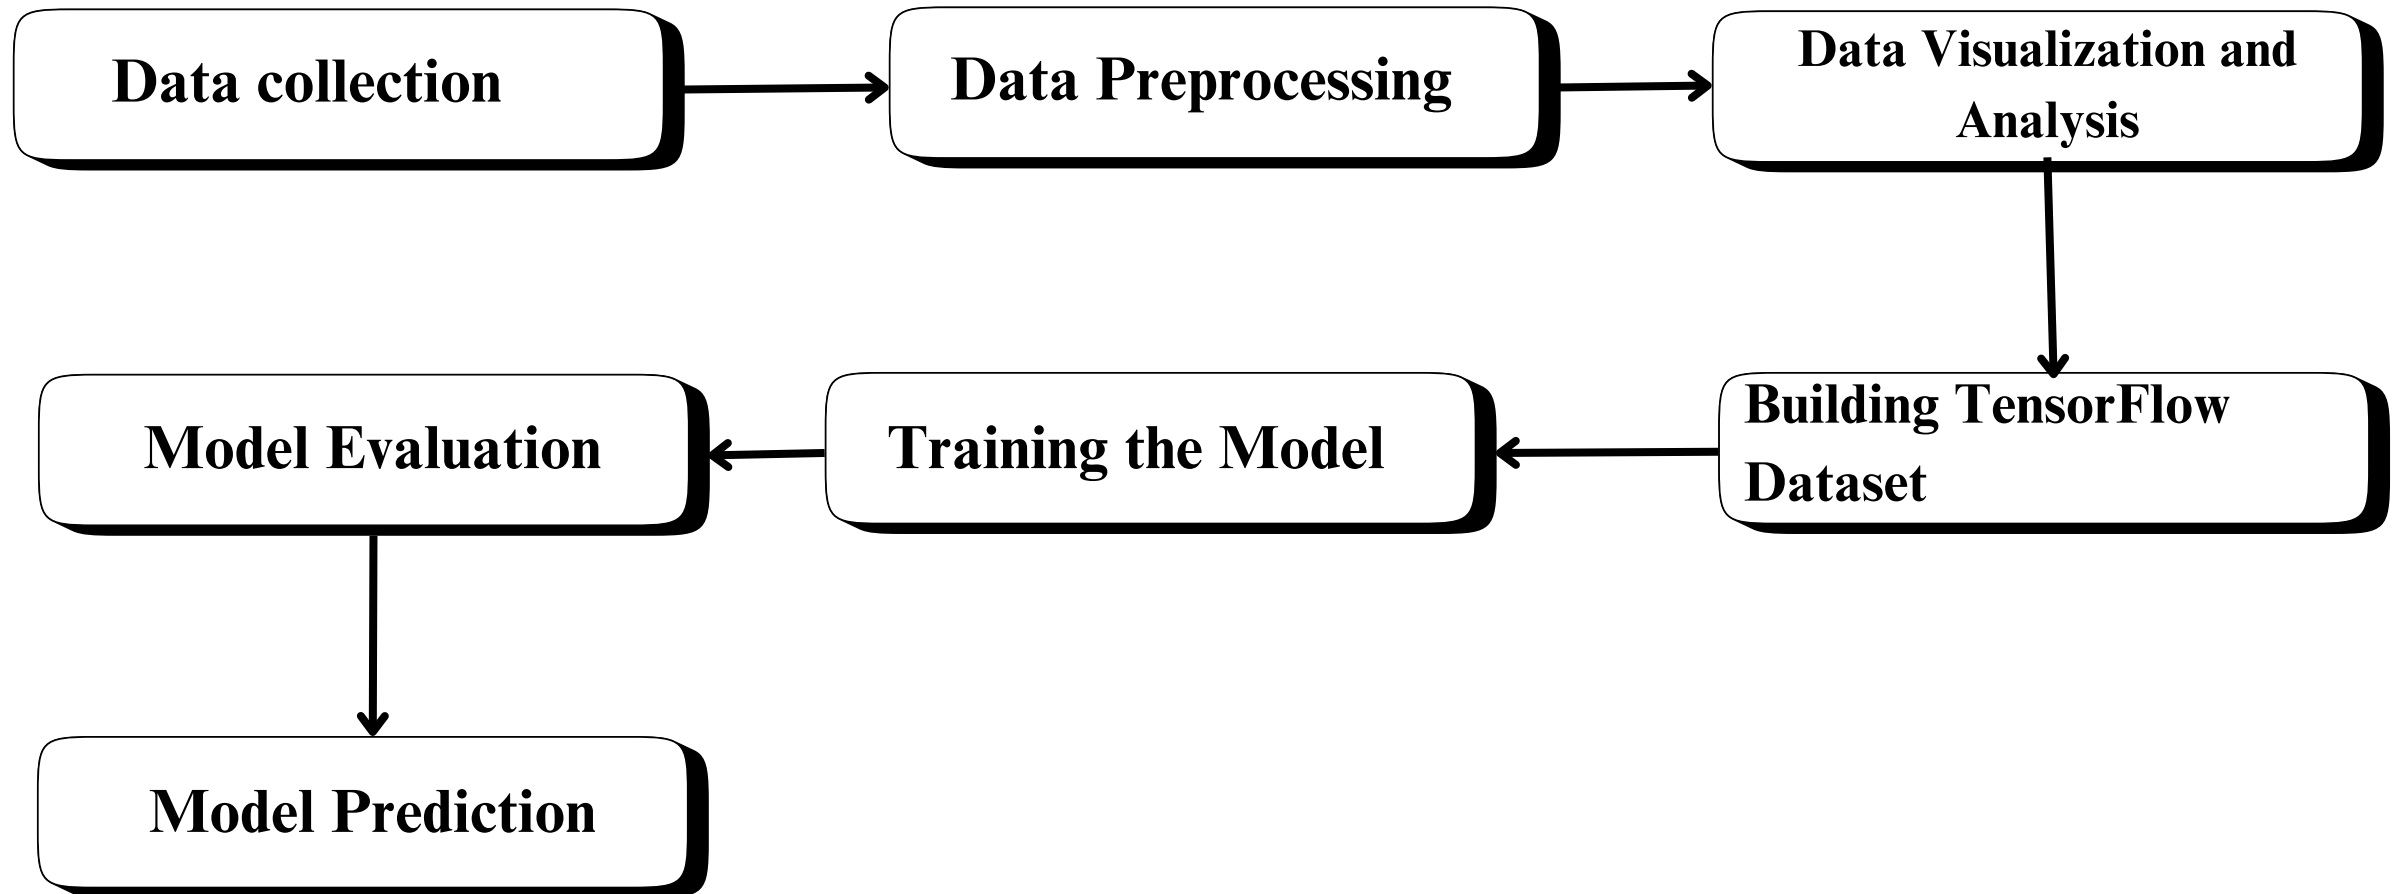 Data collection
Data Preprocessing
Data Visualization and
Analysis
Building TensorFlow
Dataset
Training the Model
Model Evaluation
Model Prediction